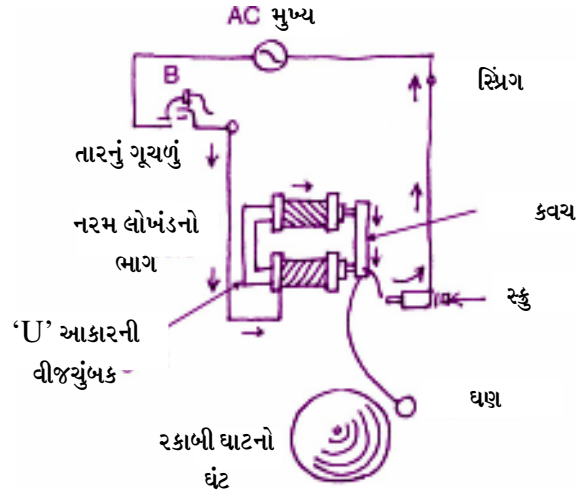 AC મુખ્ય
B
સ્પ્રિંગ
તારનું ગૂચળું
નરમ લોખંડનો
ભાગ
કવચ
સ્ક્રુ
‘U’ આકારની
વીજચુંબક
ઘણ
રકાબી ઘાટનો
ઘંટ